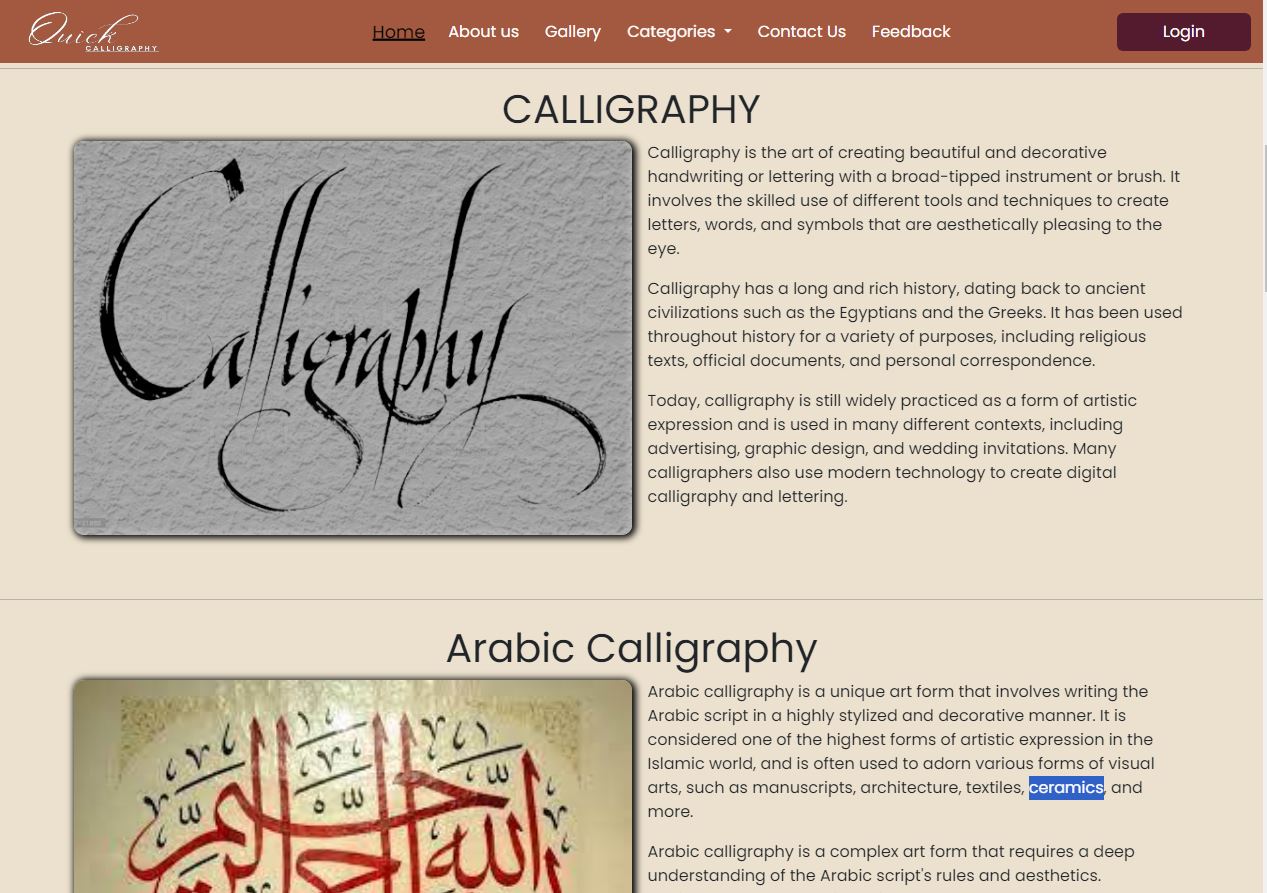 Quick
CALLIGRAPHY
Home
About us
Gallery
Categories
Contact Us
Feedback
Login
CALLIGRAPHY
Calligraphy
Calligraphy is the art of creating beautiful and decorative
handwriting or lettering with a broad-tipped instrument or brush. It
involves the skilled use of different tools and techniques to create
letters, words, and symbols that are aesthetically pleasing to the
eye.
Calligraphy has a long and rich history, dating back to ancient
civilizations such as the Egyptians and the Greeks. It has been used
throughout history for a variety of purposes, including religious
texts, official documents, and personal correspondence.
Today, calligraphy is still widely practiced as a form of artistic
expression and is used in many different contexts, including
advertising, graphic design, and wedding invitations. Many
calligraphers also use modern technology to create digital
calligraphy and lettering.
Arabic Calligraphy
الله
Arabic calligraphy is a unique art form that involves writing the
Arabic script in a highly stylized and decorative manner. It is
considered one of the highest forms of artistic expression in the
Islamic world, and is often used to adorn various forms of visual
arts, such as manuscripts, architecture, textiles, ceramics, and
more.
Arabic calligraphy is a complex art form that requires a deep
understanding of the Arabic script's rules and aesthetics.